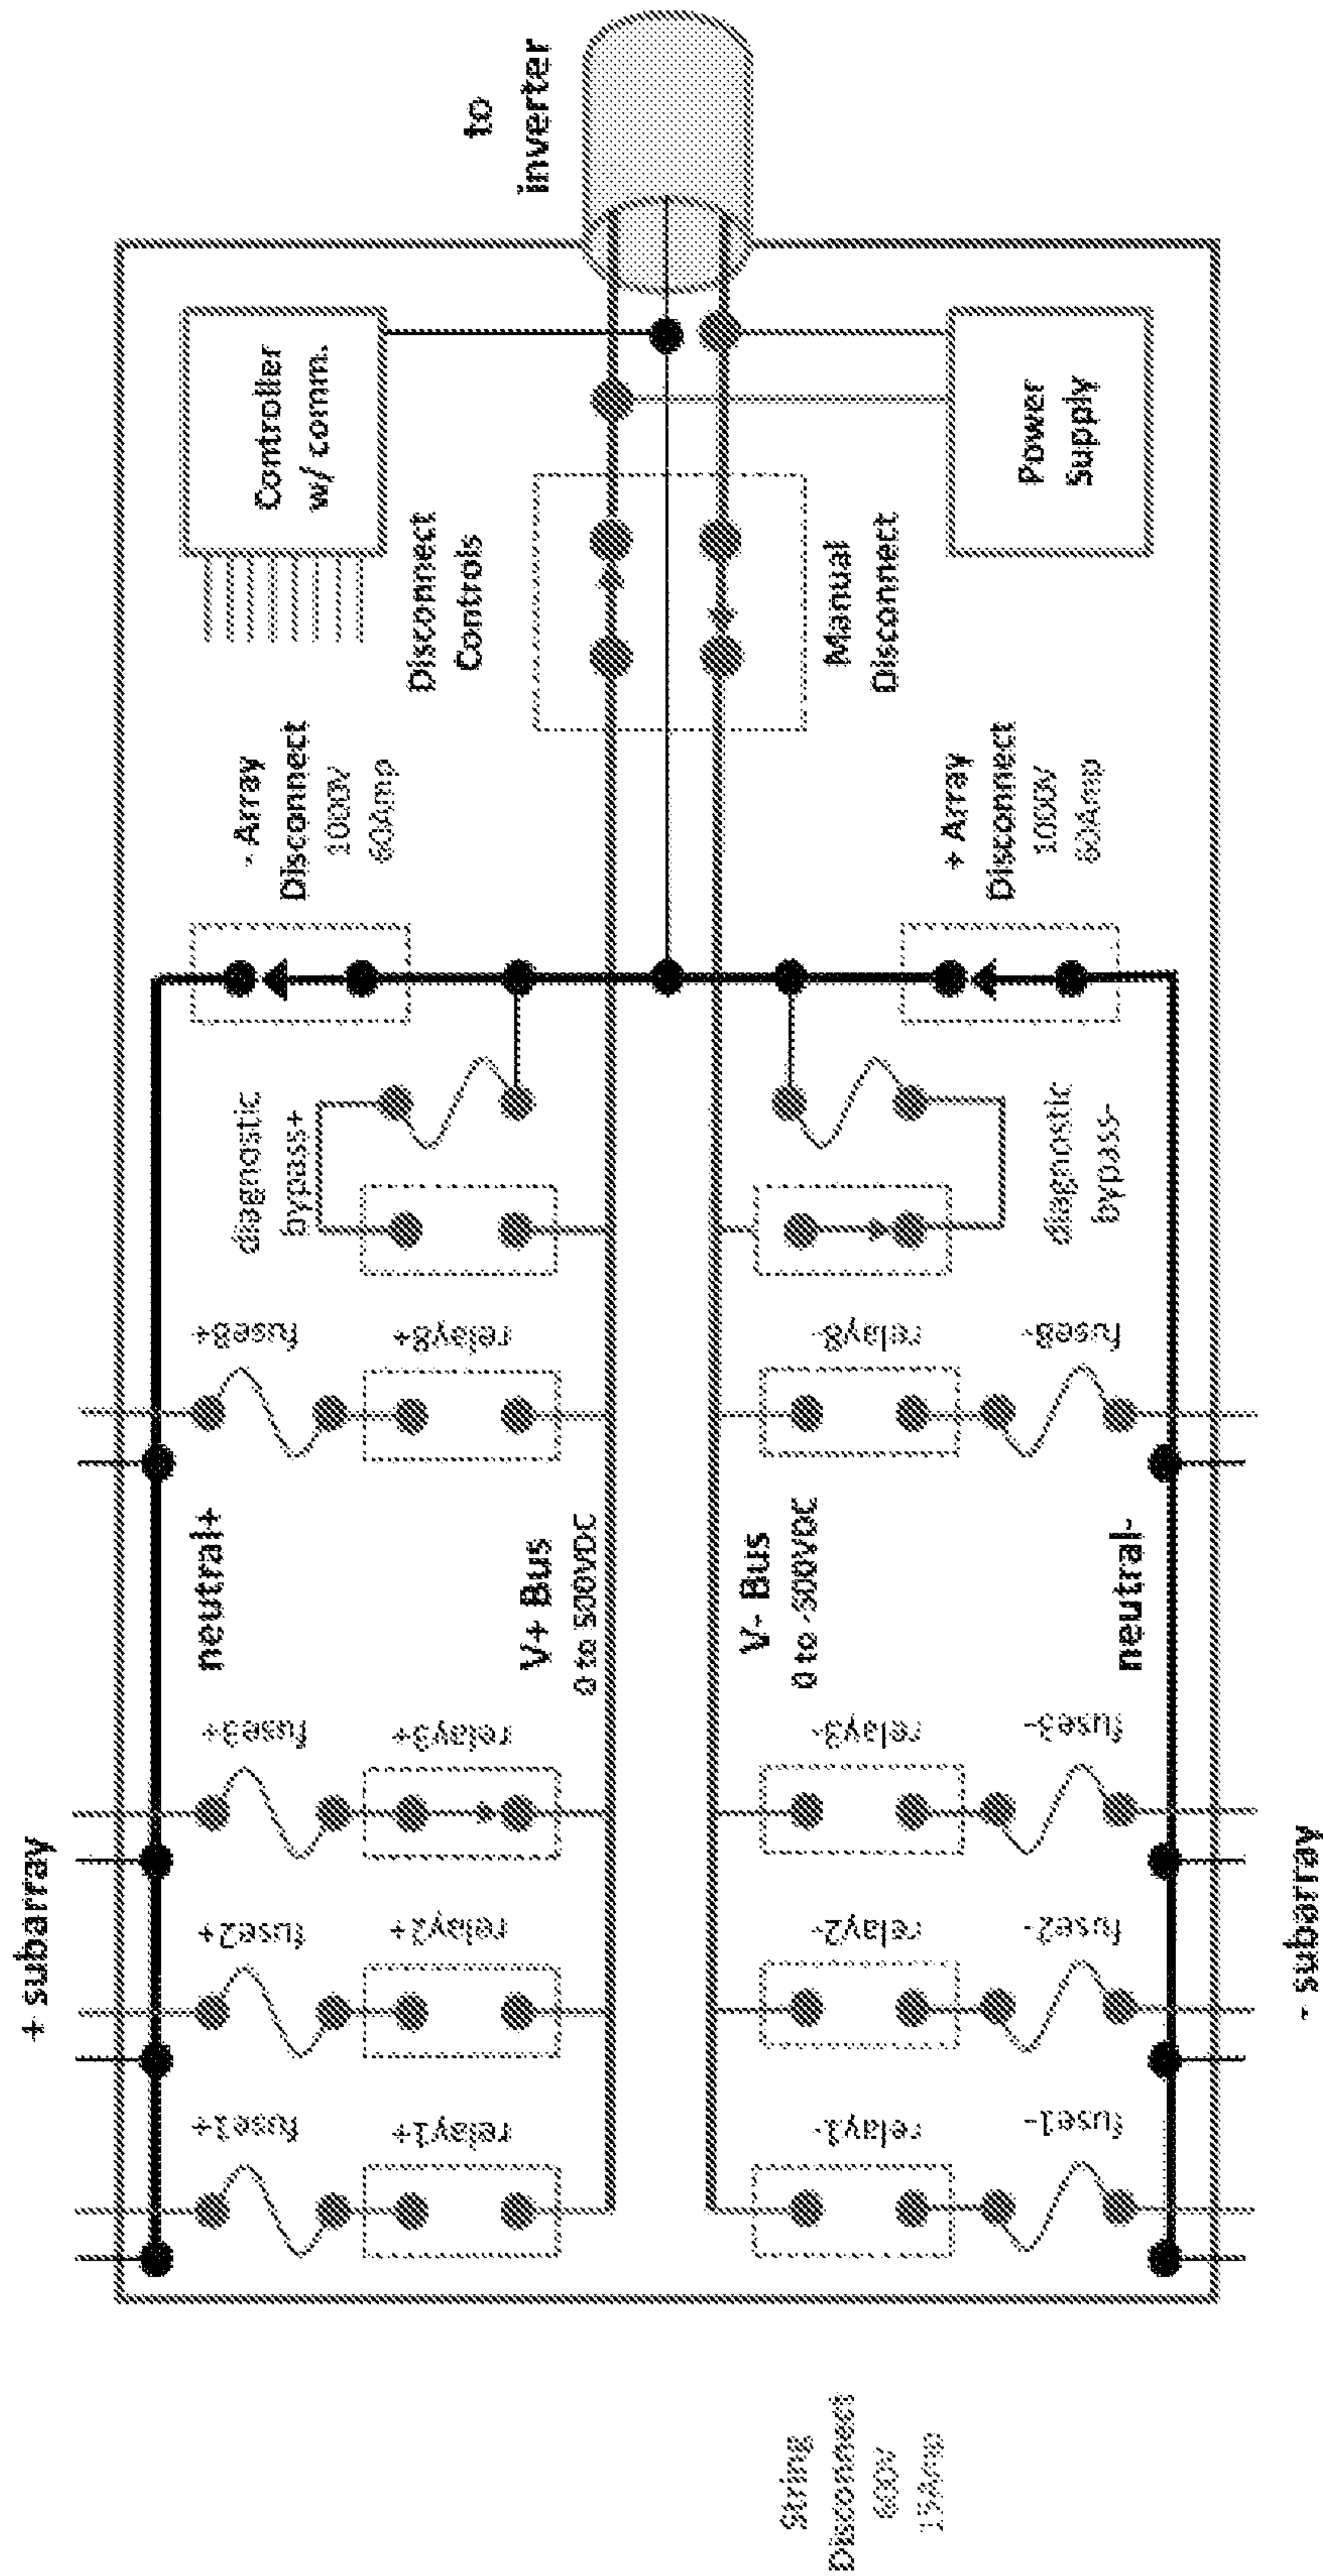 + subarray
fuse1+
relay1+
fuse2+
relay2+
fuse3+
relay3+
neutral+
V+ Bus
0 to 500VDC
fuse8+
relay8+
diagnostic
bypass+
- Array
Disconnect
1000V
60Amp
Disconnect
Controls
Controller
w/ comm.
to
inverter
String
Disconnect
600V
15Amp
relay1-
fuse1-
relay2-
fuse2-
relay3-
fuse3-
V- Bus
0 to -500VDC
neutral-
relay8-
fuse8-
diagnostic
bypass-
+ Array
Disconnect
1000V
60Amp
Manual
Disconnect
Power
Supply
- subarray